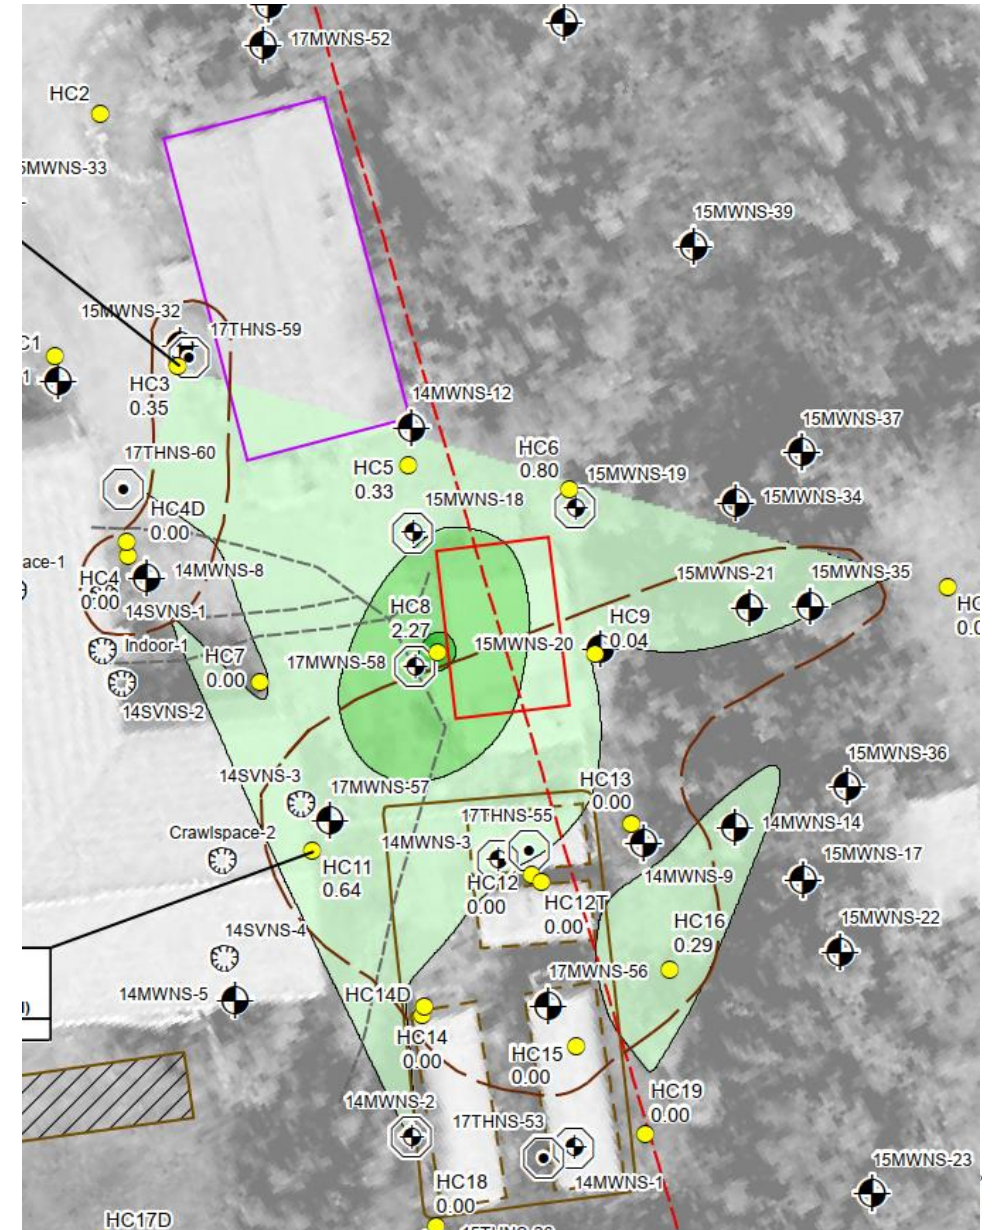 17MWNS-52
HC2
5MWNS-33
15MWNS-39
15MWNS-32
17THNS-59
C1
1
HC3
0.35
14MWNS-12
15MWNS-37
HC6
0.80
17THNS-60
HC5
0.33
15MWNS-19
15MWNS-18
15MWNS-34
HC4D
0.00
ace-1
14MWNS-8
15MWNS-21
15MWNS-35
HC4
0.00
14SVNS-1
HC8
2.27
HC9
0.04
Indoor-1
15MWNS-20
HC7
0.00
17MWNS-58
14SVNS-2
15MWNS-36
14SVNS-3
17MWNS-57
HC13
0.00
17THNS-55
Crawlspace-2
14MWNS-3
14MWNS-14
15MWNS-17
HC11
0.64
HC12
0.00
HC12T
0.00
14MWNS-9
HC16
0.29
15MWNS-22
14SVNS-4
17MWNS-56
14MWNS-5
HC14D
HC14
0.00
HC15
0.00
14MWNS-2
17THNS-53
HC19
0.00
15MWNS-23
HC18
0.00
14MWNS-1
HC17D